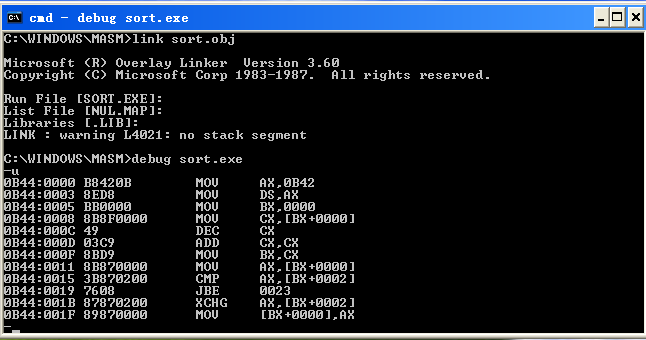 cmd - debug sort.exe
C:\WINDOWS\MASM>link sort.obj
Microsoft (R) Overlay Linker  Version 3.60
Copyright (C) Microsoft Corp 1983-1987.  All rights reserved.
Run File [SORT.EXE]:
List File [NUL.MAP]:
Libraries [.LIB]:
LINK : warning L4021: no stack segment
C:\WINDOWS\MASM>debug sort.exe
-u
0B44:0000 B8420B        MOV     AX,0B42
0B44:0003 8ED8          MOV     DS,AX
0B44:0005 BB0000        MOV     BX,0000
0B44:0008 8B8F0000      MOV     CX,[BX+0000]
0B44:000C 49            DEC     CX
0B44:000D 03C9          ADD     CX,CX
0B44:000F 8BD9          MOV     BX,CX
0B44:0011 8B870000      MOV     AX,[BX+0000]
0B44:0015 3B870200      CMP     AX,[BX+0002]
0B44:0019 7608          JBE     0023
0B44:001B 87870200      XCHG    AX,[BX+0002]
0B44:001F 89870000      MOV     [BX+0000],AX
-